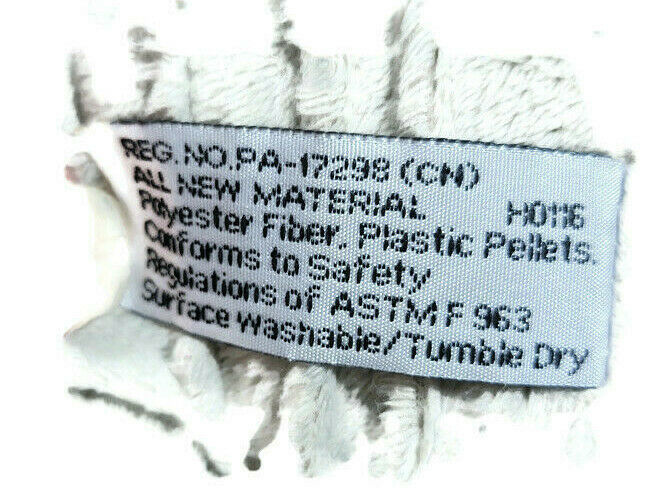 REG. NO. PA-17298 (CN)
ALL NEW MATERIAL H0116
Polyester Fiber, Plastic Pellets.
Conforms to Safety
Regulations of ASTM F 963
Surface Washable/Tumble Dry